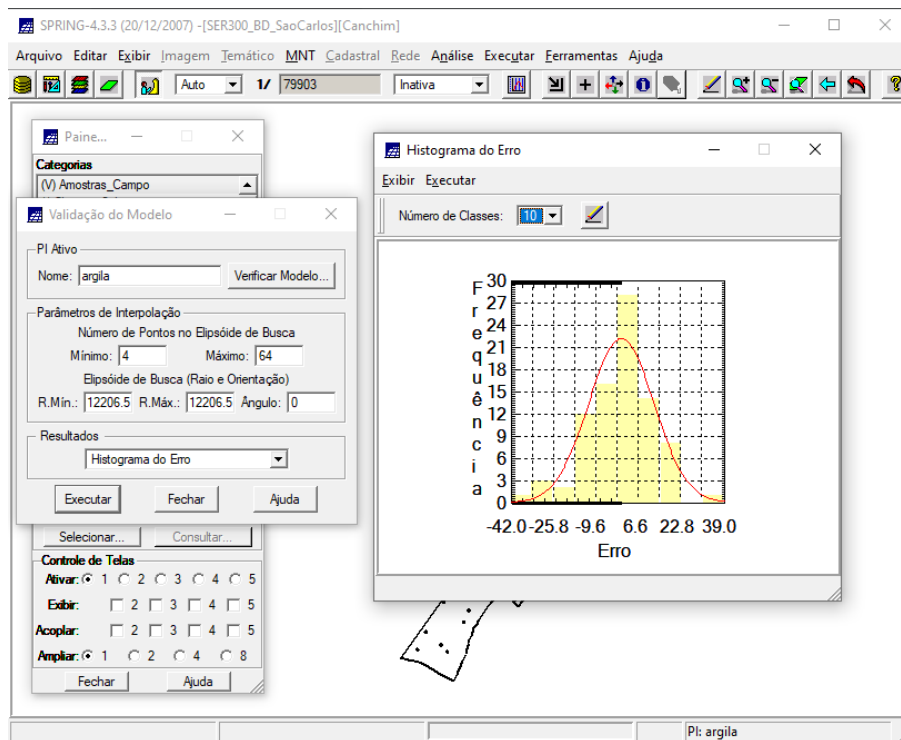 SPRING-4.3.3 (20/12/2007) -[SER300_BD_SaoCarlos][Canchim]
Arquivo Editar Exibir Imagem Temático MNT Cadastral Rede Análise Executar Ferramentas Ajuda
Auto 1/ 79903 Inativa
Paine...
Categorias
(V) Amostras_Campo
Validação do Modelo
PI Ativo
Nome: argila Verificar Modelo...
Parâmetros de Interpolação
Número de Pontos no Elipsóide de Busca
Mínimo: 4 Máximo: 64
Elipsóide de Busca (Raio e Orientação)
R.Mín.: 12206.5 R.Máx.: 12206.5 Angulo: 0
Resultados
Histograma do Erro
Executar Fechar Ajuda
Selecionar... Consultar...
Controle de Telas
Ativar: 1 2 3 4 5
Exibir: 2 3 4 5
Acoplar: 2 3 4 5
Ampliar: 1 2 4 8
Fechar Ajuda
Histograma do Erro
Exibir Executar
Número de Classes: 10
Frequência
30
27
24
21
18
15
12
9
6
3
0
-42.0 -25.8 -9.6 6.6 22.8 39.0
Erro
PI: argila